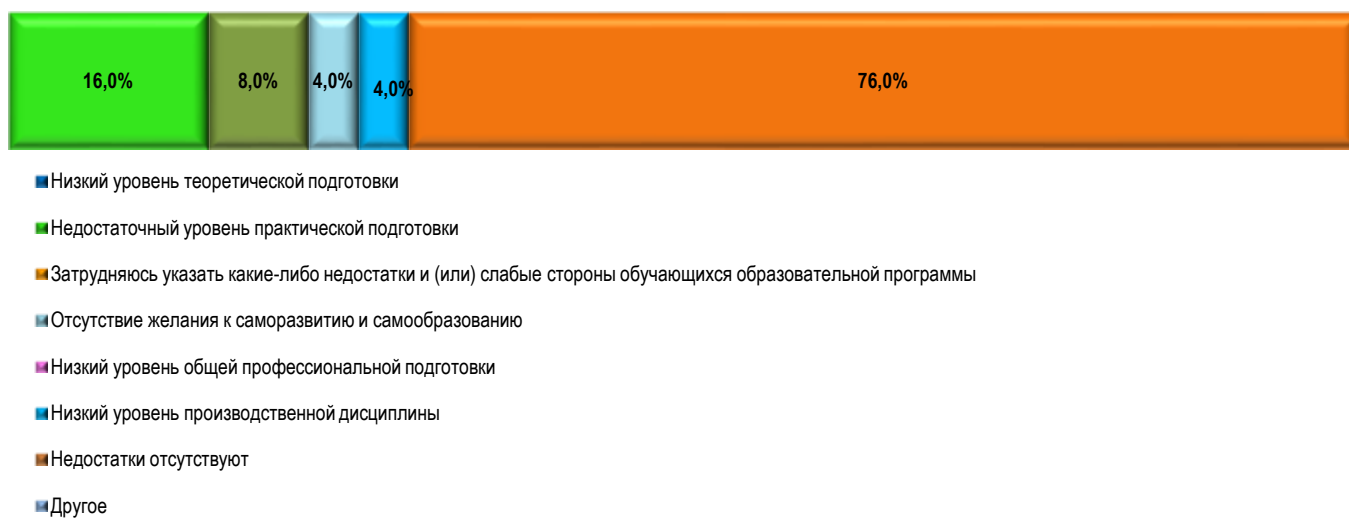 16,0% 8,0% 4,0% 4,0% 76,0%
Низкий уровень теоретической подготовки
Недостаточный уровень практической подготовки
Затрудняюсь указать какие-либо недостатки и (или) слабые стороны обучающихся образовательной программы
Отсутствие желания к саморазвитию и самообразованию
Низкий уровень общей профессиональной подготовки
Низкий уровень производственной дисциплины
Недостатки отсутствуют
Другое